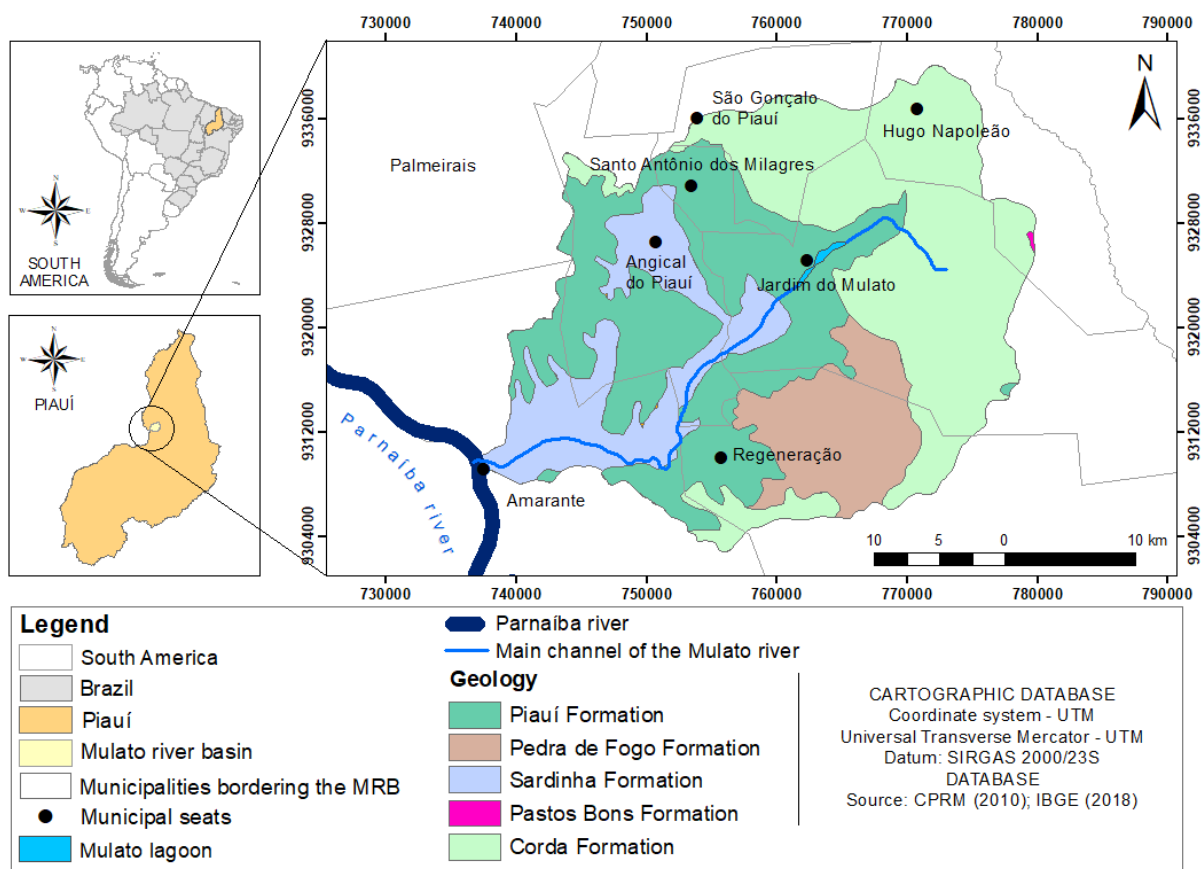 730000 740000 750000 760000 770000 780000 790000
N
W E
S
SOUTH
AMERICA
N
W E
S
PIAUÍ
9336000
9328000
9320000
9312000
9304000
São Gonçalo
do Piauí
Hugo Napoleão
Palmeirais
Santo Antônio dos Milagres
Angical
do Piauí
Jardim do Mulato
Regeneração
Amarante
Parnaíba river
N
9336000
9328000
9320000
9312000
9304000
10 5 0 10 km
730000 740000 750000 760000 770000 780000 790000
Legend
South America
Brazil
Piauí
Mulato river basin
Municipalities bordering the MRB
Municipal seats
Mulato lagoon
Parnaíba river
Main channel of the Mulato river
Geology
Piauí Formation
Pedra de Fogo Formation
Sardinha Formation
Pastos Bons Formation
Corda Formation
CARTOGRAPHIC DATABASE
Coordinate system - UTM
Universal Transverse Mercator - UTM
Datum: SIRGAS 2000/23S
DATABASE
Source: CPRM (2010); IBGE (2018)